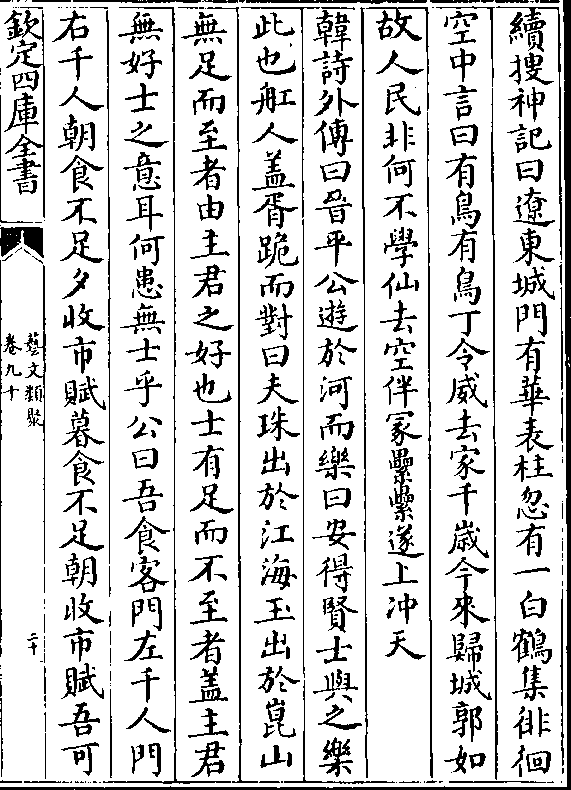 續搜神記曰遼東城門有華表柱忽有一白鶴集徘徊
空中言曰有鳥有鳥丁令威去家千歲今來歸城郭如
故人民非何不學仙去空伴冢纍纍遂上冲天
韓詩外傳曰晉平公遊於河而樂曰安得賢士與之樂
此也舡人蓋胥跪而對曰夫珠出於江海玉出於崑山
無足而至者由主君之好也士有足而不至者蓋主君
無好士之意耳何患無士乎公曰吾食客門左千人門
右千人朝食不足夕收市賦暮食不足朝收市賦吾可
欽定四庫全書
藝文類聚
卷九十
二十